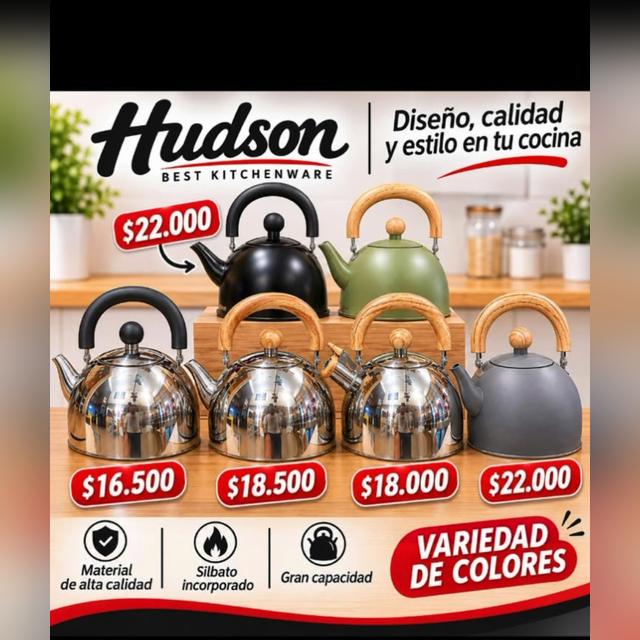 Hudson
BEST KITCHENWARE
Diseño, calidad
y estilo en tu cocina
$22.000
$16.500
$18.500
$18.000
$22.000
Material
de alta calidad
Silbato
incorporado
Gran capacidad
VARIEDAD
DE COLORES